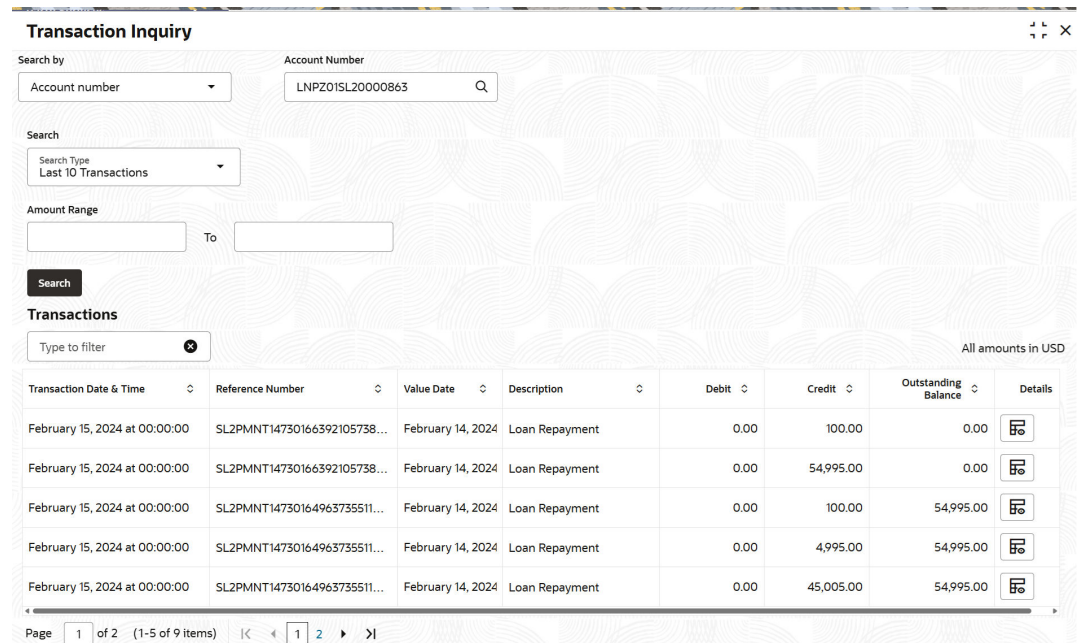 Transaction Inquiry
Search by
Account Number
Account number
LNPZ01SL20000863
Search
Search Type
Last 10 Transactions
Amount Range
To
Search
Transactions
Type to filter
All amounts in USD
Transaction Date & Time Reference Number Value Date Description Debit Credit Outstanding Balance Details
February 15, 2024 at 00:00:00 SL2PMNT14730166392105738... February 14, 2024 Loan Repayment 0.00 100.00 0.00
February 15, 2024 at 00:00:00 SL2PMNT14730166392105738... February 14, 2024 Loan Repayment 0.00 54,995.00 0.00
February 15, 2024 at 00:00:00 SL2PMNT14730164963735511... February 14, 2024 Loan Repayment 0.00 100.00 54,995.00
February 15, 2024 at 00:00:00 SL2PMNT14730164963735511... February 14, 2024 Loan Repayment 0.00 4,995.00 54,995.00
February 15, 2024 at 00:00:00 SL2PMNT14730164963735511... February 14, 2024 Loan Repayment 0.00 45,005.00 54,995.00
Page 1 of 2 (1-5 of 9 items) 1 2